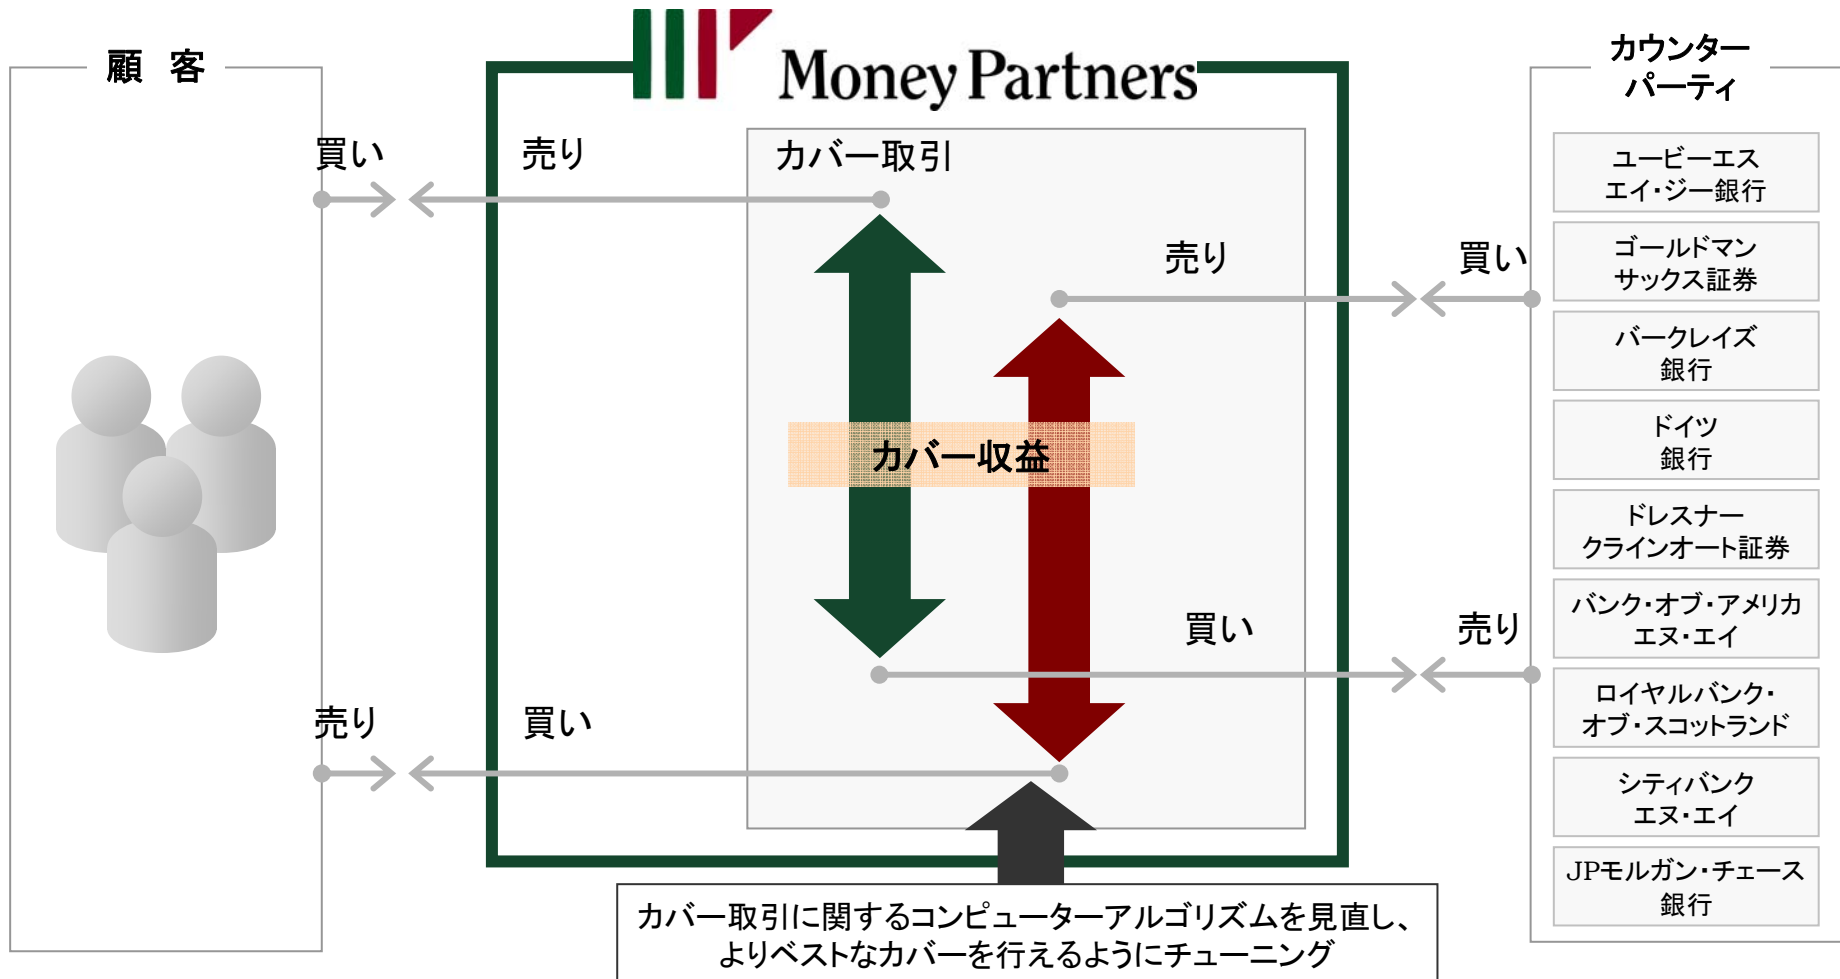 顧 客
Money Partners
カウンター
パーティ
買い
売り
カバー取引
売り
買い
カバー収益
買い
売り
売り
買い
ユービーエス
エイ・ジー銀行
ゴールドマン
サックス証券
バークレイズ
銀行
ドイツ
銀行
ドレスナー
クラインオート証券
バンク・オブ・アメリカ
エヌ・エイ
ロイヤルバンク・
オブ・スコットランド
シティバンク
エヌ・エイ
JPモルガン・チェース
銀行
カバー取引に関するコンピューターアルゴリズムを見直し、
よりベストなカバーを行えるようにチューニング